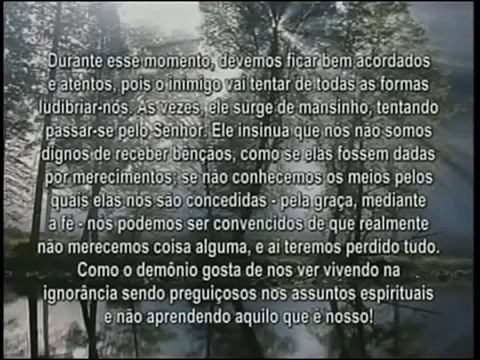 Durante esse momento, devemos ficar bem acordados
e atentos, pois o inimigo vai tentar de todas as formas
ludibriar-nos. Às vezes, ele surge de mansinho, tentando
passar-se pelo Senhor. Ele insinua que nós não somos
dignos de receber bençãos, como se elas fossem dadas
por merecimentos; se não conhecemos os meios pelos
quais elas nos são concedidas - pela graça, mediante
a fé - nós podemos ser convencidos de que realmente
não merecemos coisa alguma, e aí teremos perdido tudo.
Como o demônio gosta de nos ver vivendo na
ignorância sendo preguiçosos nos assuntos espirituais
e não aprendendo aquilo que é nosso!